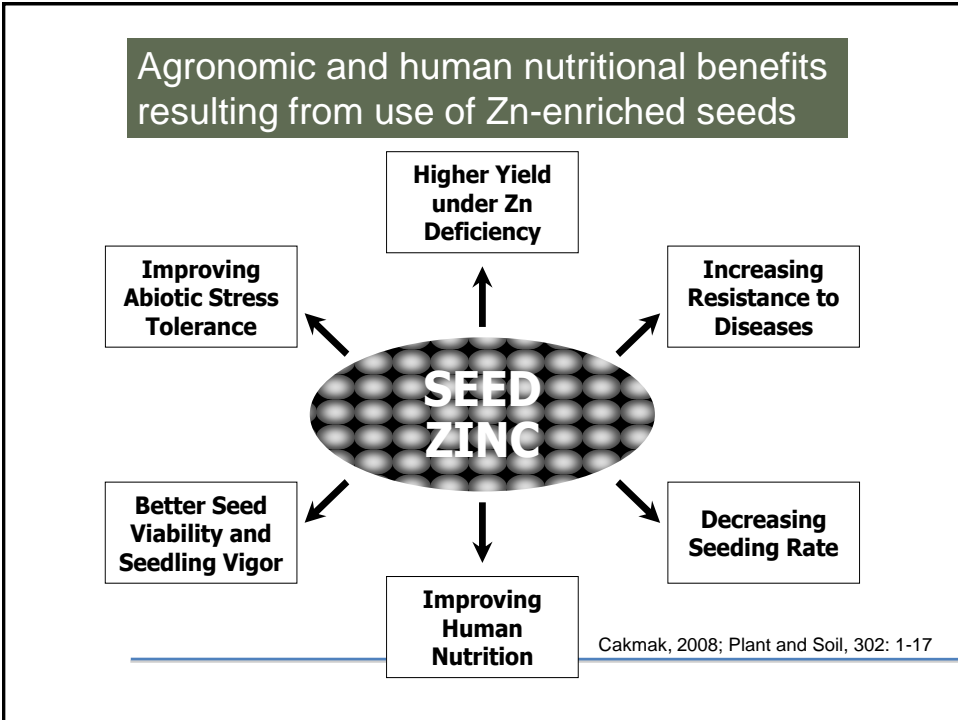 Agronomic and human nutritional benefits
resulting from use of Zn-enriched seeds
Higher Yield
under Zn
Deficiency
Improving
Abiotic Stress
Tolerance
Increasing
Resistance to
Diseases
SEED
ZINC
Better Seed
Viability and
Seedling Vigor
Decreasing
Seeding Rate
Improving
Human
Nutrition
Cakmak, 2008; Plant and Soil, 302: 1-17